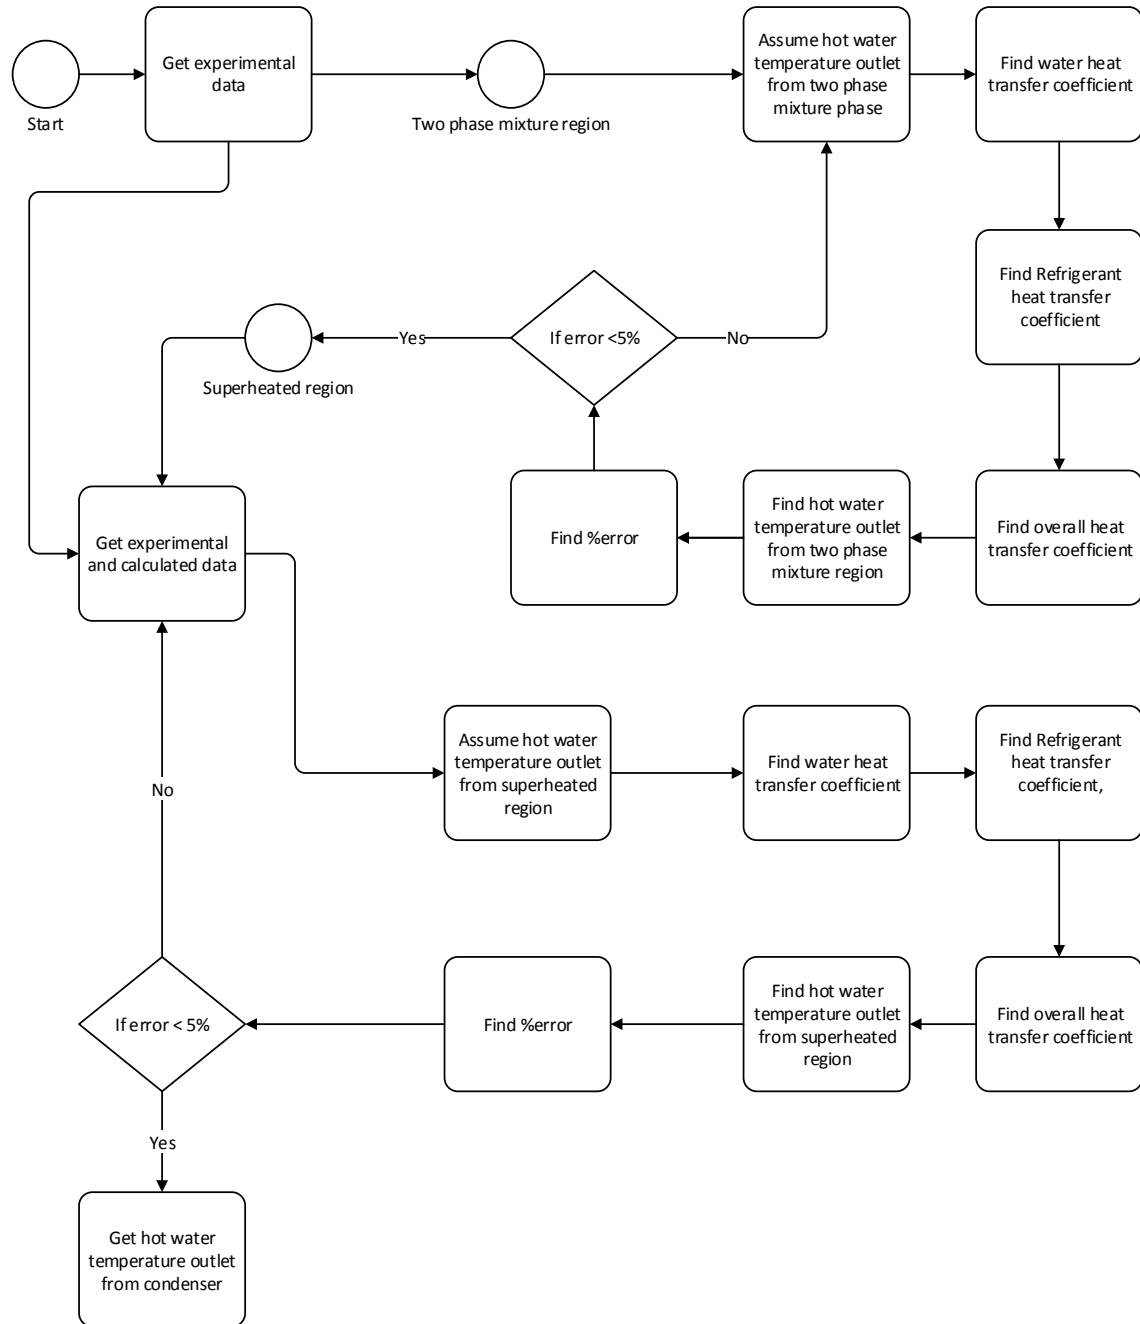 Start
Get experimental
data
Two phase mixture region
Assume hot water
temperature outlet
from two phase
mixture phase
Find water heat
transfer coefficient
Find Refrigerant
heat transfer
coefficient
Find overall heat
transfer coefficient
Find hot water
temperature outlet
from two phase
mixture region
Find %error
If error <5%
No
Yes
Superheated region
Get experimental
and calculated data
Assume hot water
temperature outlet
from superheated
region
Find water heat
transfer coefficient
Find Refrigerant
heat transfer
coefficient,
Find overall heat
transfer coefficient
Find hot water
temperature outlet
from superheated
region
Find %error
If error < 5%
No
Yes
Get hot water
temperature outlet
from condenser